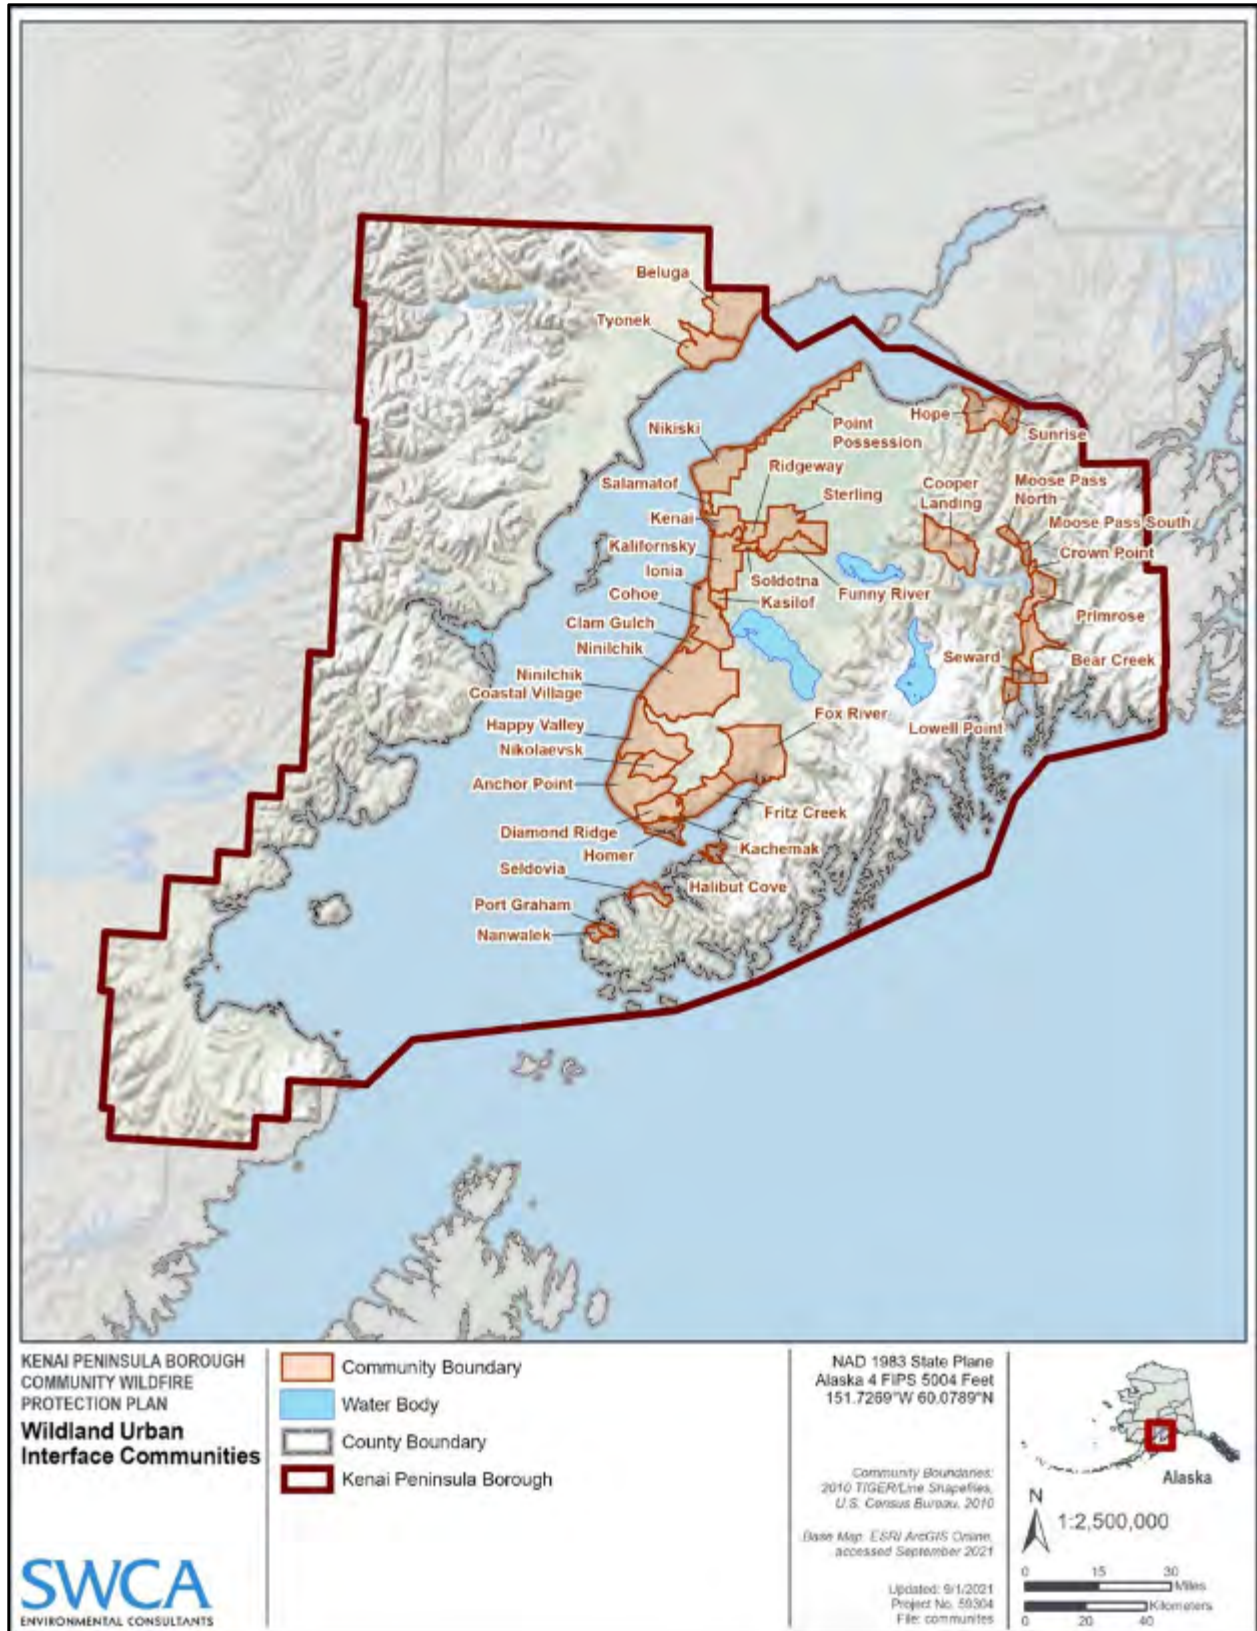 Beluga
Tyonek
Point
Possession
Hope
Sunrise
Nikiski
Ridgeway
Salamatof
Sterling
Cooper
Landing
Moose Pass
North
Kenai
Moose Pass South
Kalifornsky
Crown Point
Ionia
Soldotna
Cohoe
Kasilof
Funny River
Primrose
Clam Gulch
Ninilchik
Seward
Bear Creek
Ninilchik
Coastal Village
Fox River
Happy Valley
Lowell Point
Nikolaevsk
Anchor Point
Fritz Creek
Diamond Ridge
Kachemak
Homer
Seldovia
Halibut Cove
Port Graham
Nanwalek
KENAI PENINSULA BOROUGH
COMMUNITY WILDFIRE
PROTECTION PLAN
Wildland Urban
Interface Communities
SWCA
ENVIRONMENTAL CONSULTANTS
Community Boundary
Water Body
County Boundary
Kenai Peninsula Borough
NAD 1983 State Plane
Alaska 4 FIPS 5004 Feet
151.7269°W 60.0789°N
Community Boundaries:
2010 TIGER/Line Shapefiles,
U.S. Census Bureau, 2010
Base Map: ESRI ArcGIS Online,
accessed September 2021
Updated: 9/1/2021
Project No. 59304
File: communites
Alaska
N
1:2,500,000
0 15 30
Miles
Kilometers
0 20 40